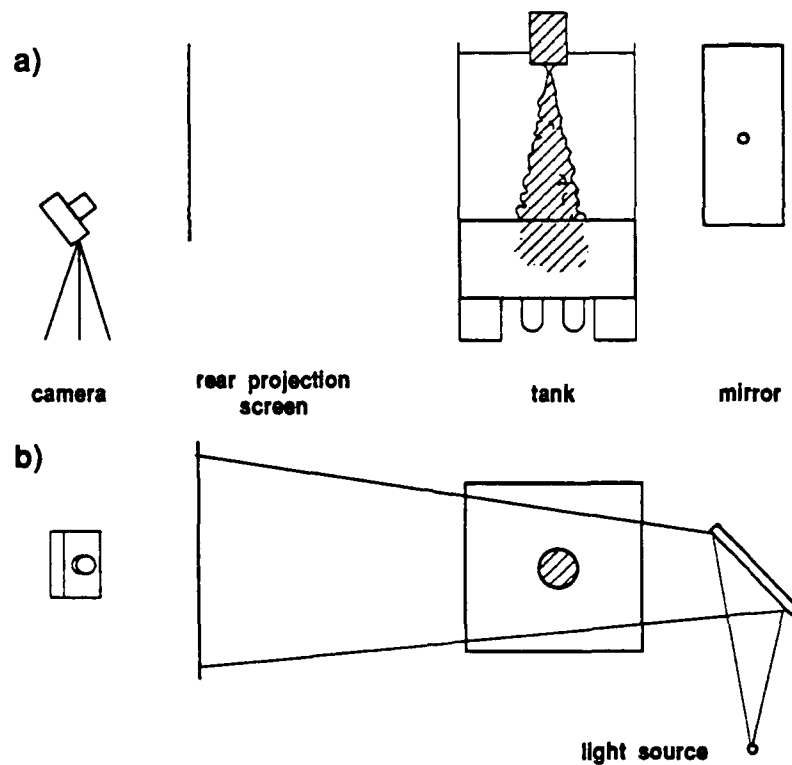 a)
camera
rear projection
screen
tank
mirror
b)
light source